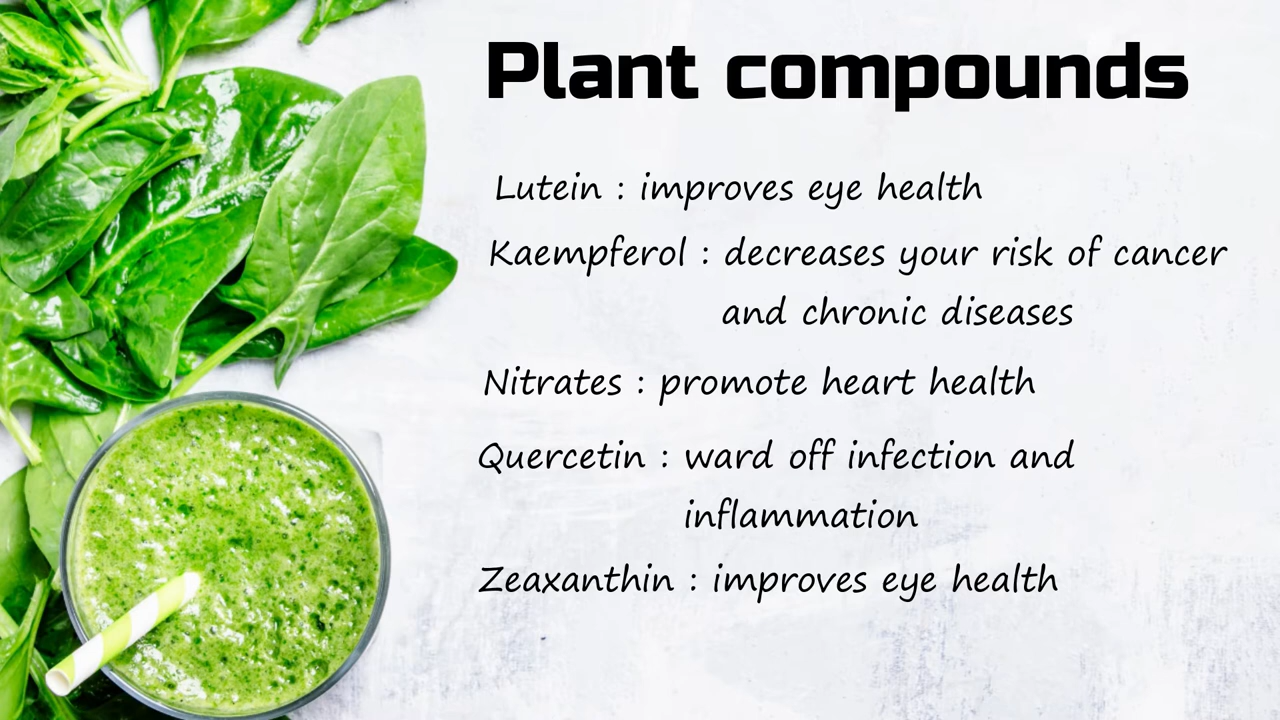 Plant compounds
Lutein : improves eye health
Kaempferol : decreases your risk of cancer
and chronic diseases
Nitrates : promote heart health
Quercetin : ward off infection and
inflammation
Zeaxanthin : improves eye health